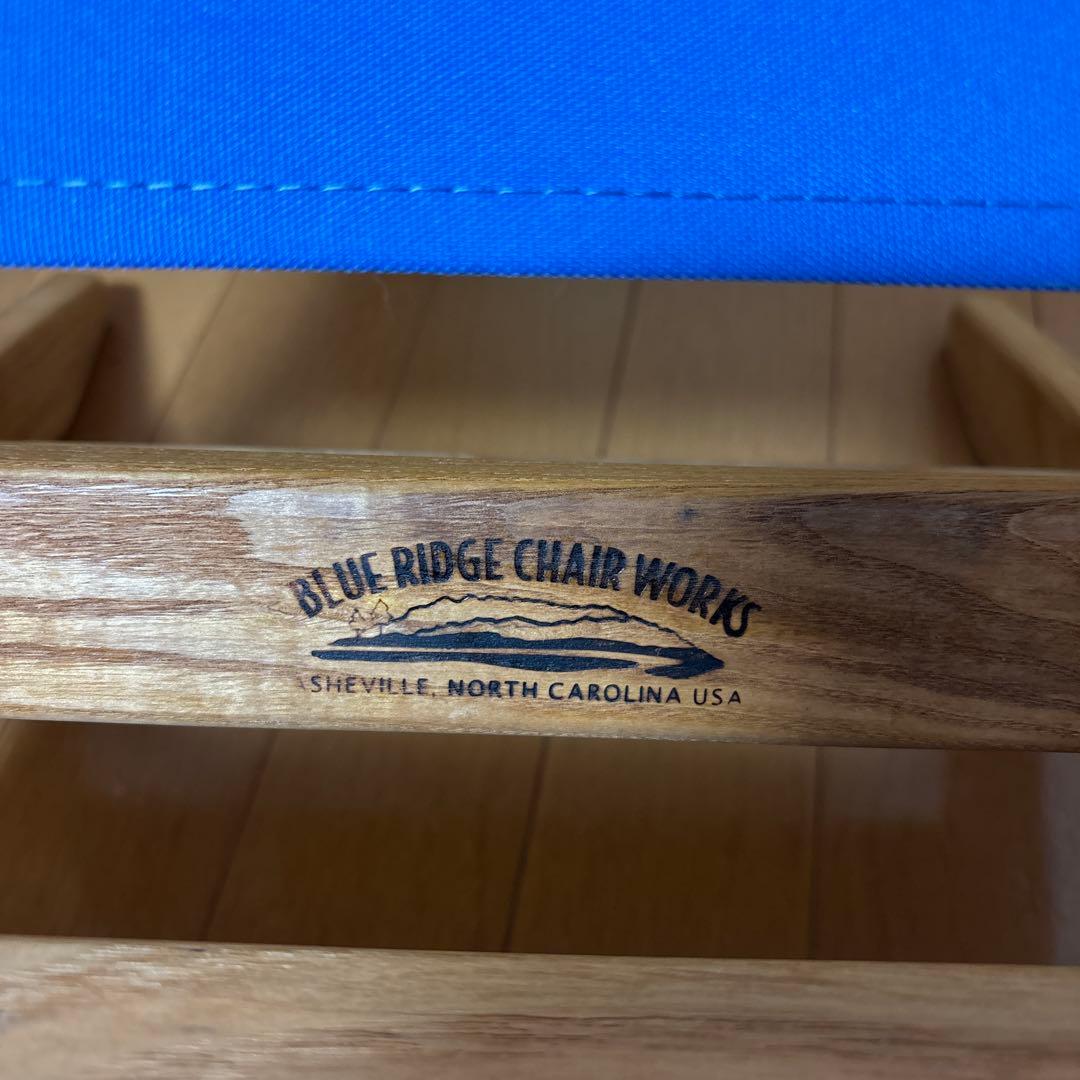 BLUE RIDGE CHAIR WORKS
ASHEVILLE, NORTH CAROLINA USA